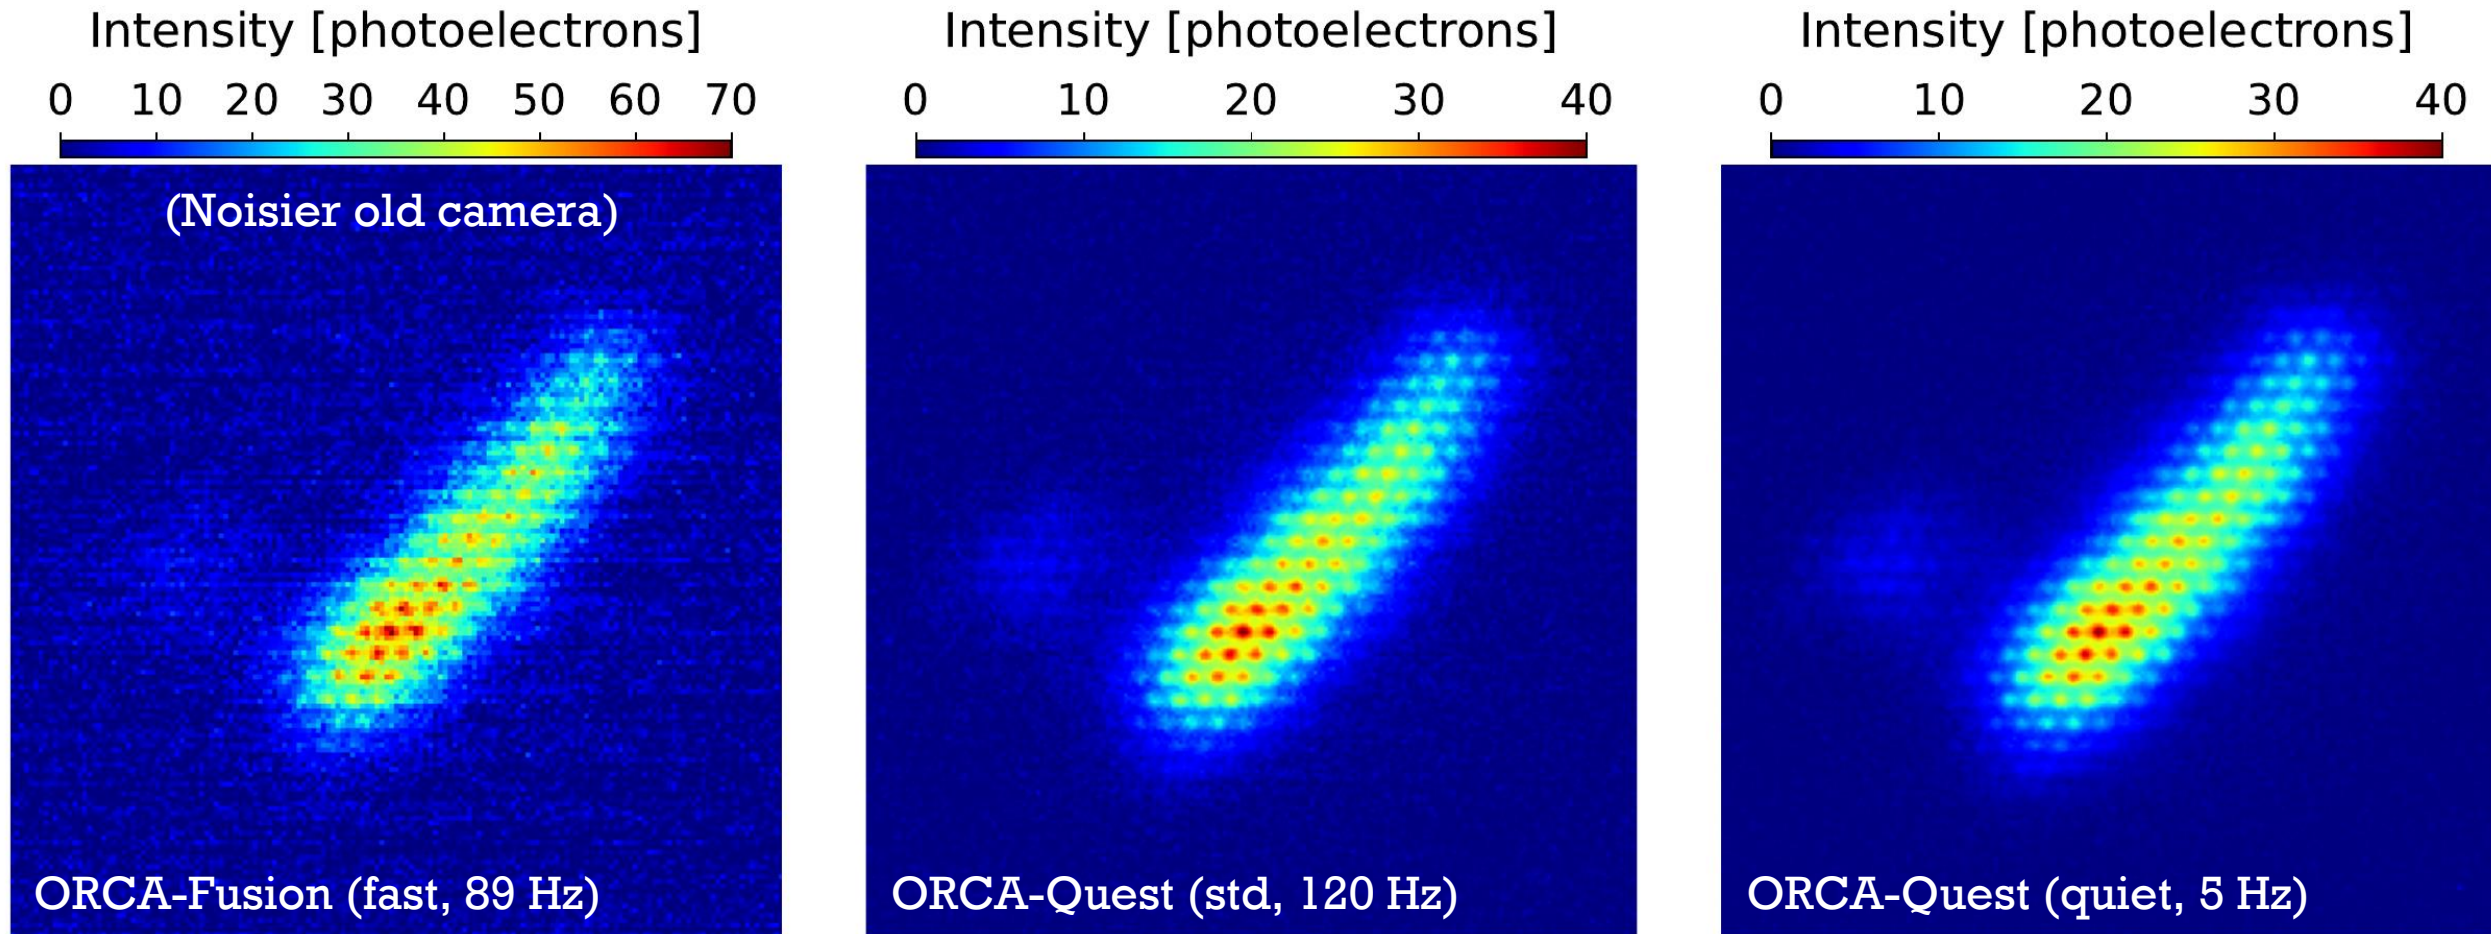 Intensity [photoelectrons]
0 10 20 30 40 50 60 70
(Noisier old camera)
ORCA-Fusion (fast, 89 Hz)
Intensity [photoelectrons]
0 10 20 30 40
ORCA-Quest (std, 120 Hz)
Intensity [photoelectrons]
0 10 20 30 40
ORCA-Quest (quiet, 5 Hz)